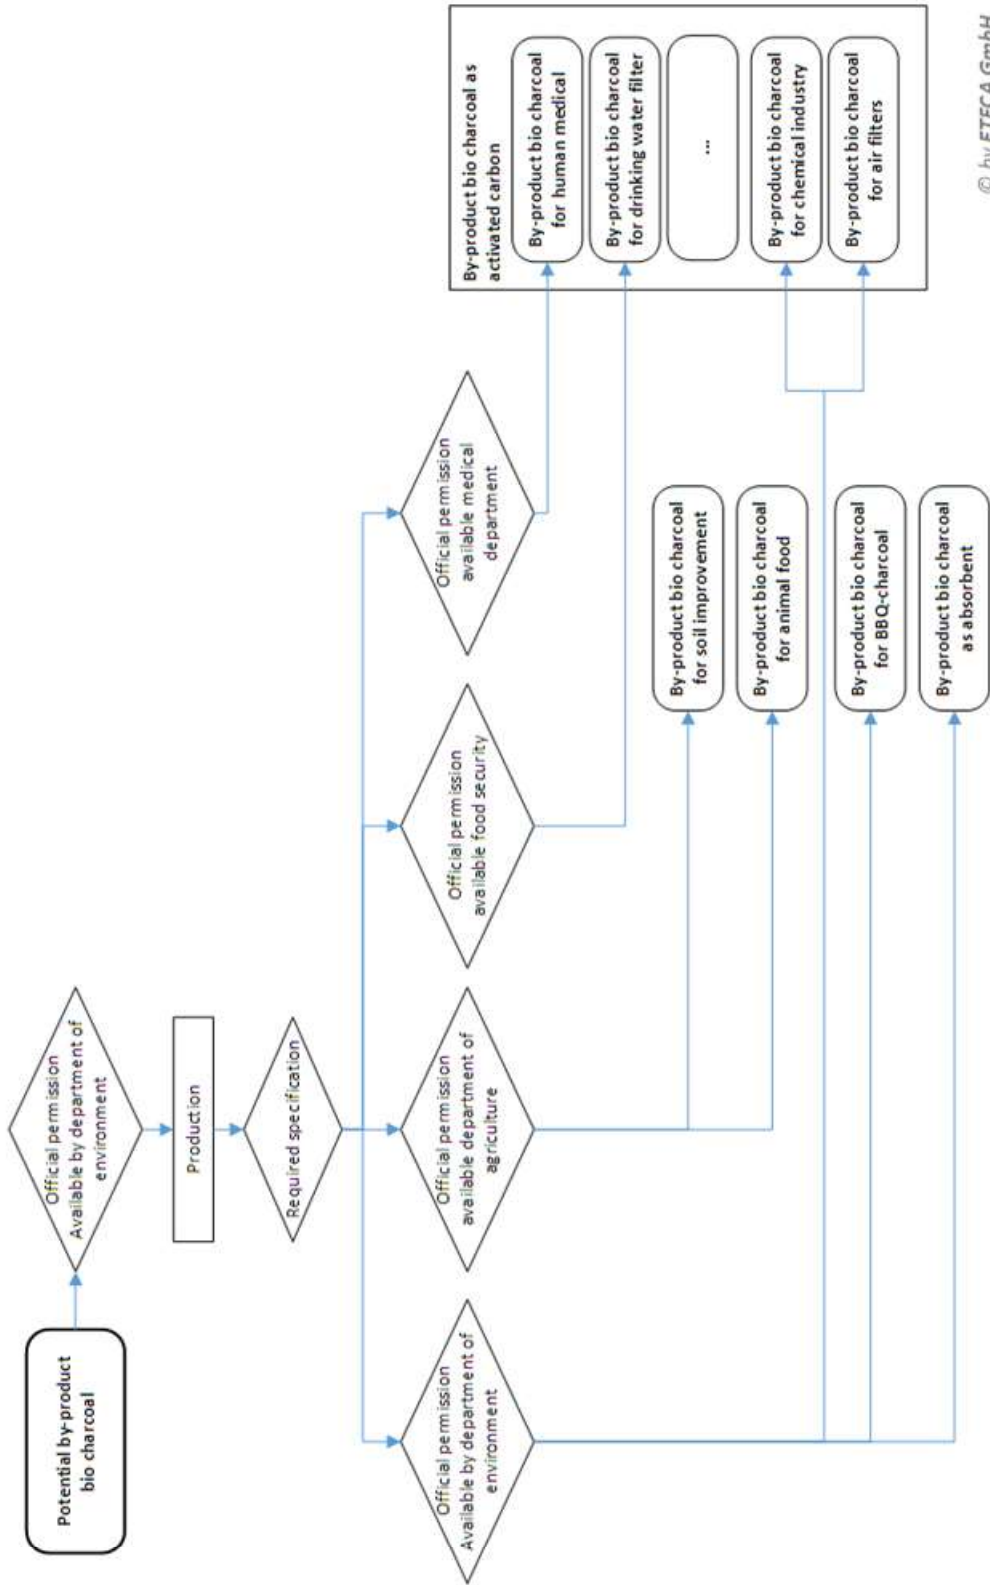 Potential by-product
bio charcoal
Official permission
Available by department of
environment
Production
Required specification
Official permission
Available by department of
environment
Official permission
available department of
agriculture
Official permission
available food security
Official permission
available medical
department
By-product bio charcoal
for soil improvement
By-product bio charcoal
for animal food
By-product bio charcoal
for BBQ-charcoal
By-product bio charcoal
as absorbent
By-product bio charcoal as
activated carbon
By-product bio charcoal
for human medical
By-product bio charcoal
for drinking water filter
...
By-product bio charcoal
for chemical industry
By-product bio charcoal
for air filters
© by ETECA GmbH